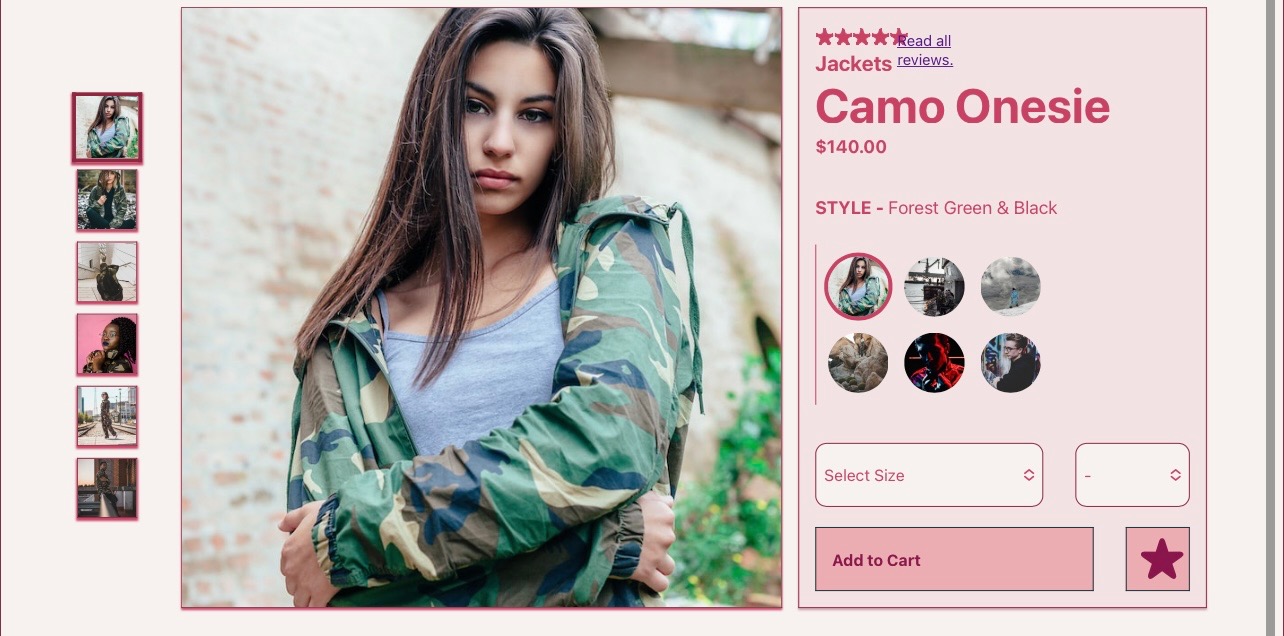 Read all
reviews.
Jackets
Camo Onesie
$140.00
STYLE - Forest Green & Black
Select Size
-
Add to Cart